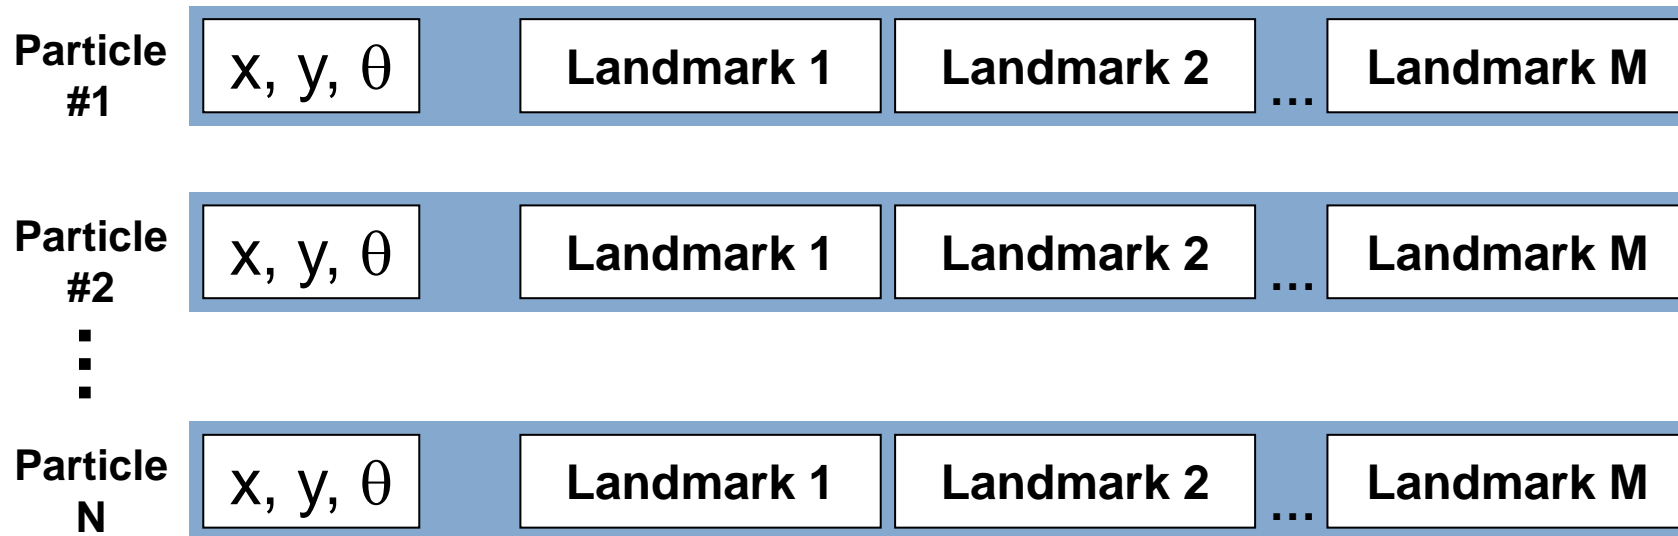 Particle
#1
x, y, θ
Landmark 1
Landmark 2
...
Landmark M
Particle
#2
x, y, θ
Landmark 1
Landmark 2
...
Landmark M
⋮
Particle
N
x, y, θ
Landmark 1
Landmark 2
...
Landmark M